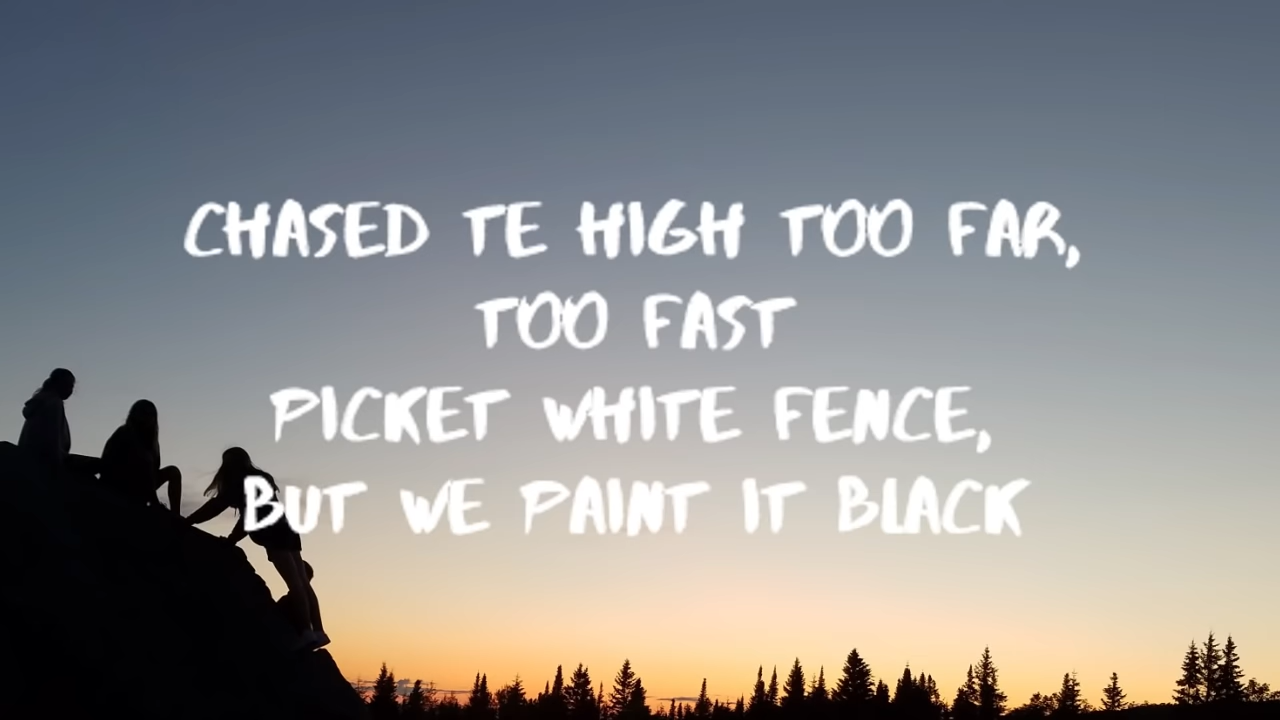 CHASED TE HIGH TOO FAR,
TOO FAST
PICKET WHITE FENCE,
BUT WE PAINT IT BLACK